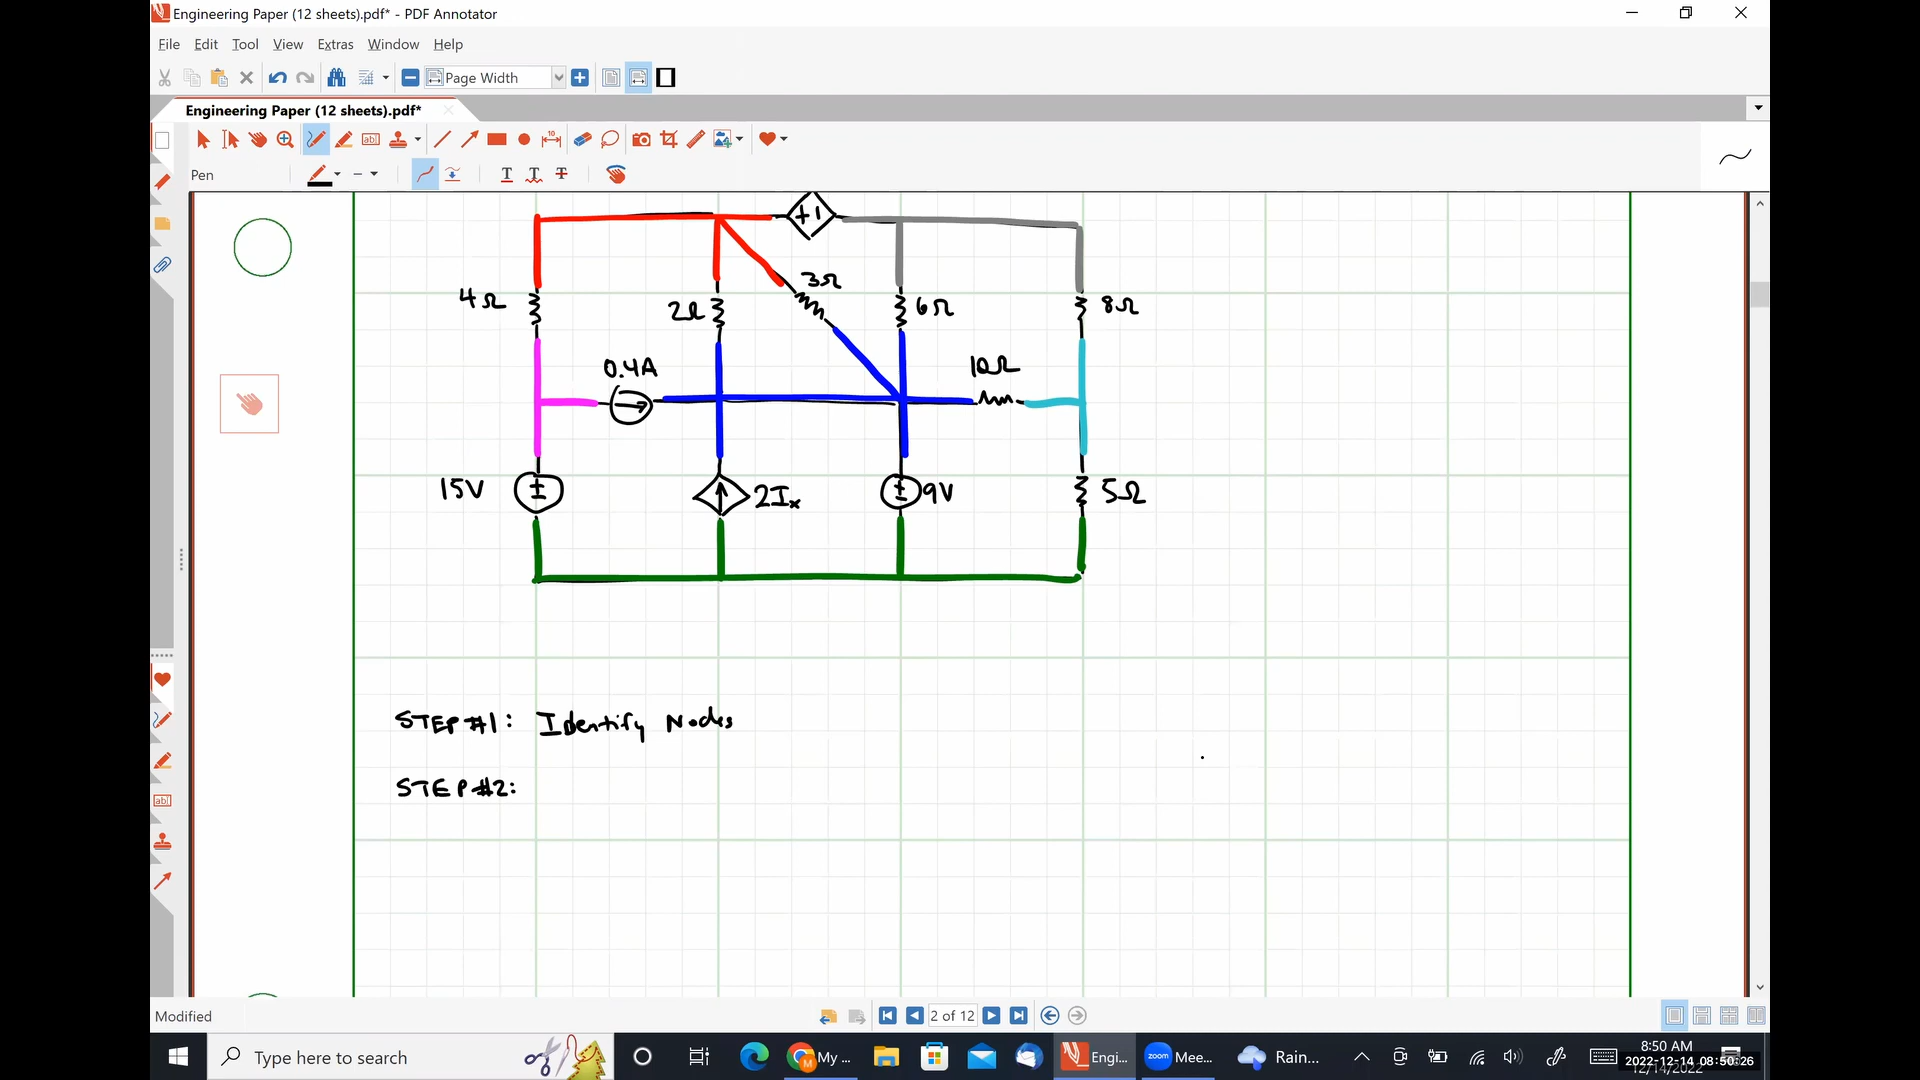 Engineering Paper (12 sheets).pdf* - PDF Annotator
File Edit Tool View Extras Window Help
Page Width
Engineering Paper (12 sheets).pdf*
Pen
4Ω
2Ω
3Ω
6Ω
8Ω
0.4A
10Ω
15V
2Ix
9V
5Ω
STEP #1: Identify Nodes
STEP #2:
Modified
2 of 12
Type here to search
My ...
Engi...
Mee...
Rain...
8:50 AM
2022-12-14 08:50:26
12/14/2022